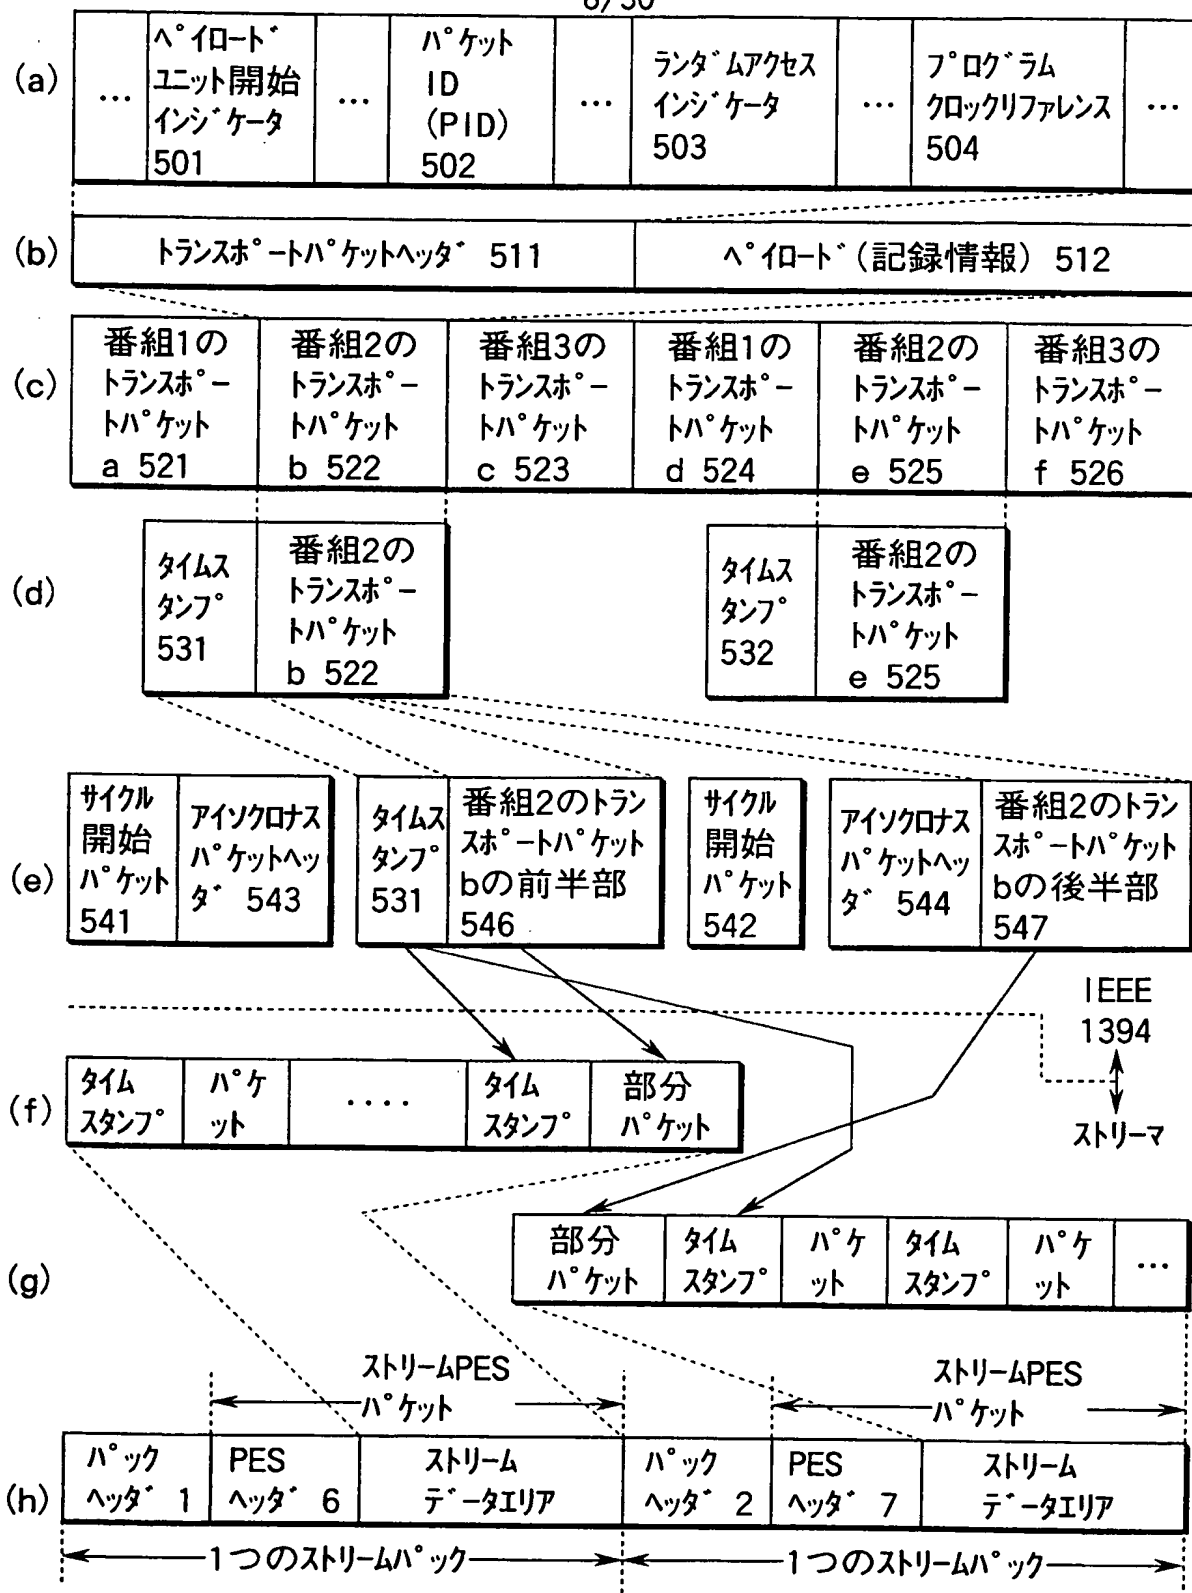 6/30
(a)
...
ペイロード
ユニット開始
インジケータ
501
...
パケット
ID
(PID)
502
...
ランダムアクセス
インジケータ
503
...
プログラム
クロックリファレンス
504
...
(b)
トランスポートパケットヘッダ 511
ペイロード(記録情報) 512
(c)
番組1の
トランスポー
トパケット
a 521
番組2の
トランスポー
トパケット
b 522
番組3の
トランスポー
トパケット
c 523
番組1の
トランスポー
トパケット
d 524
番組2の
トランスポー
トパケット
e 525
番組3の
トランスポー
トパケット
f 526
(d)
タイムス
タンプ
531
番組2の
トランスポー
トパケット
b 522
タイムス
タンプ
532
番組2の
トランスポー
トパケット
e 525
(e)
サイクル
開始
パケット
541
アイソクロナス
パケットヘッ
ダ 543
タイムス
タンプ
531
番組2のトラン
スポートパケット
bの前半部
546
サイクル
開始
パケット
542
アイソクロナス
パケットヘッ
ダ 544
番組2のトラン
スポートパケット
bの後半部
547
IEEE
1394
ストリーマ
(f)
タイム
スタンプ
パケ
ット
....
タイム
スタンプ
部分
パケット
(g)
部分
パケット
タイム
スタンプ
パケ
ット
タイム
スタンプ
パケ
ット
...
ストリームPES
パケット
ストリームPES
パケット
(h)
パック
ヘッダ 1
PES
ヘッダ 6
ストリーム
データエリア
パック
ヘッダ 2
PES
ヘッダ 7
ストリーム
データエリア
1つのストリームパック
1つのストリームパック